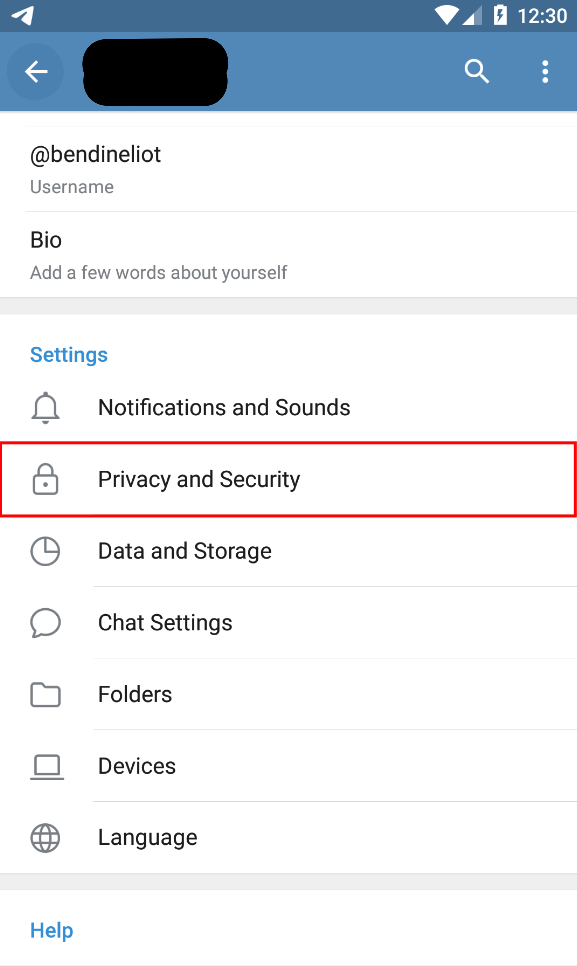 12:30
@bendineliot
Username
Bio
Add a few words about yourself
Settings
Notifications and Sounds
Privacy and Security
Data and Storage
Chat Settings
Folders
Devices
Language
Help